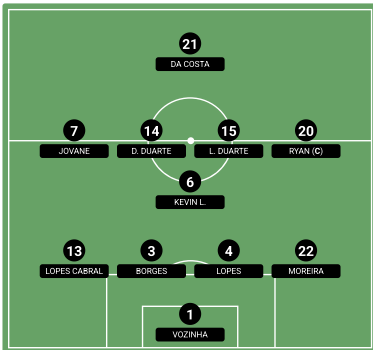 21
DA COSTA
7 14 15 20
JOVANE D. DUARTE L. DUARTE RYAN (C)
6
KEVIN L.
13 3 4 22
LOPES CABRAL BORGES LOPES MOREIRA
1
VOZINHA